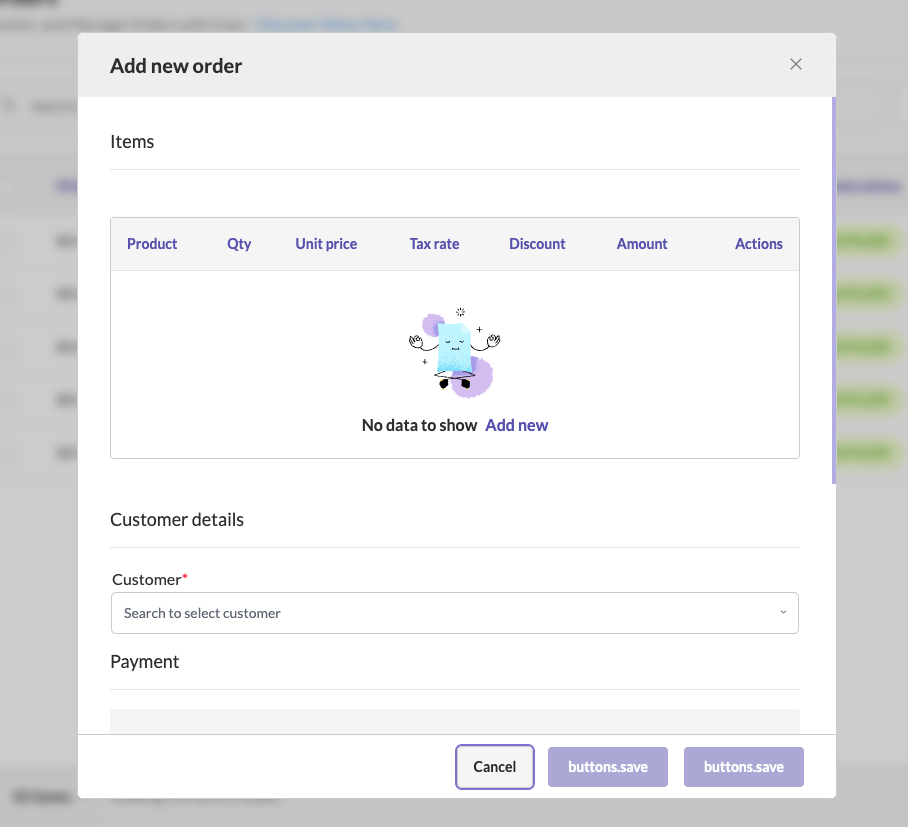 Add new order
Items
Product Qty Unit price Tax rate Discount Amount Actions
No data to show Add new
Customer details
Customer*
Search to select customer
Payment
Cancel buttons.save buttons.save